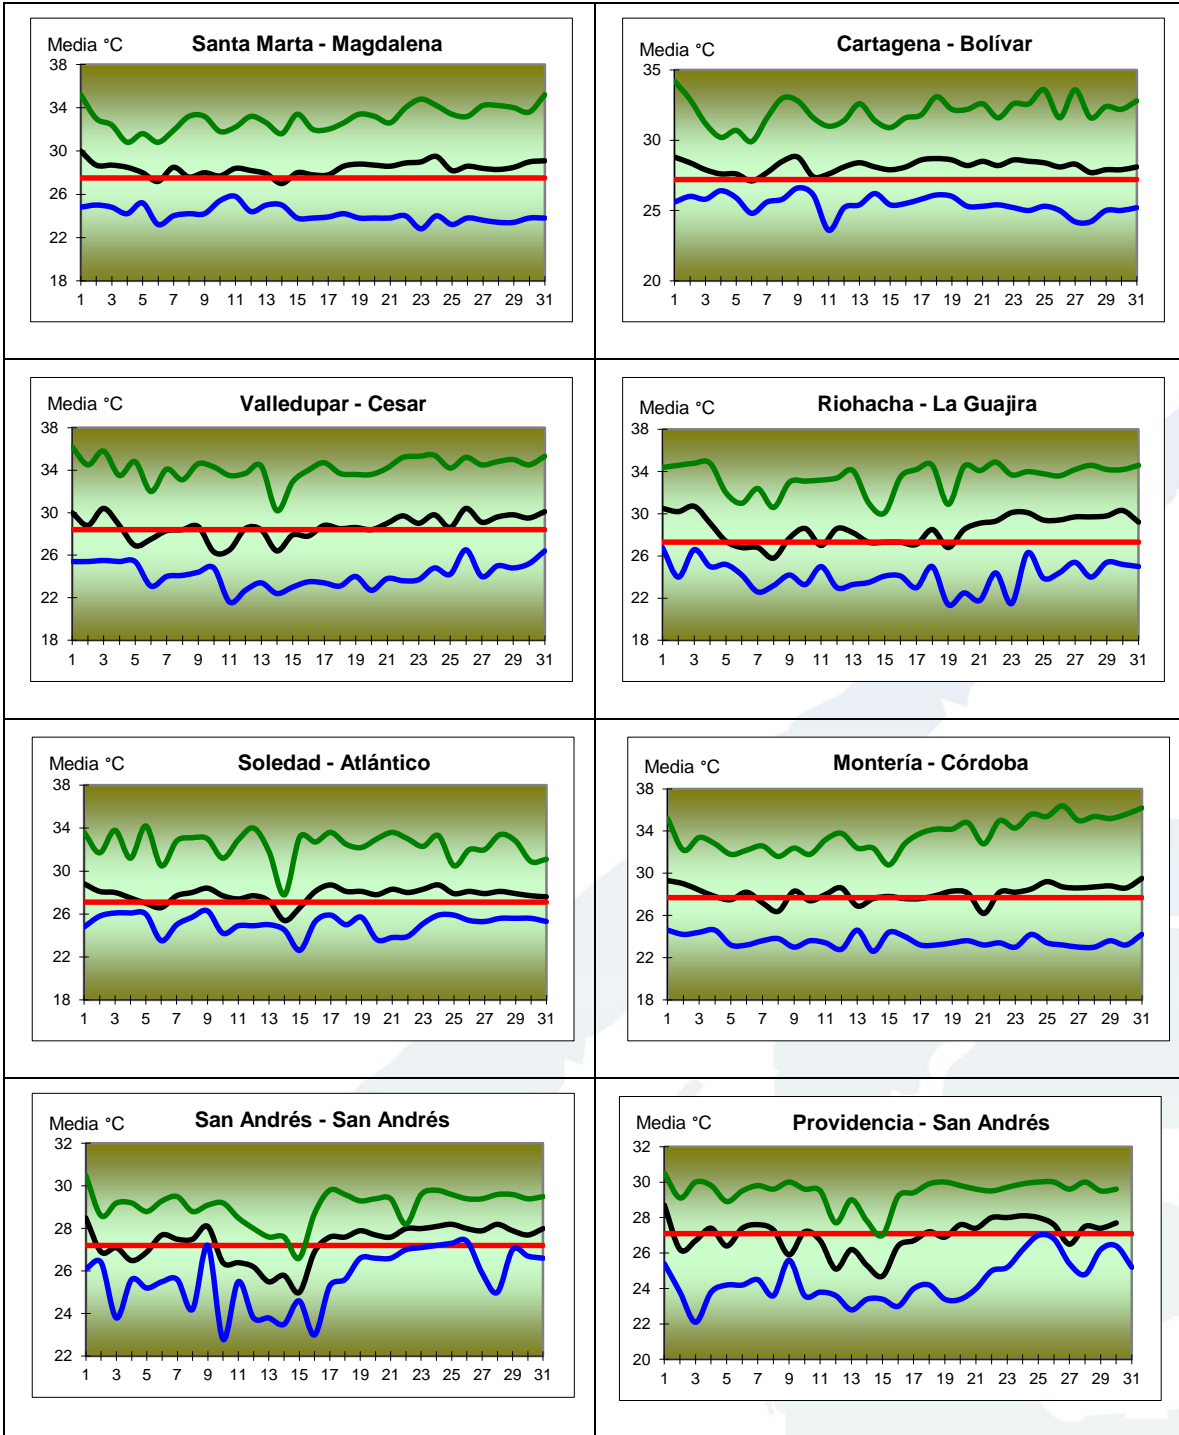 Media °C Santa Marta - Magdalena
38
34
30
26
22
18
1 3 5 7 9 11 13 15 17 19 21 23 25 27 29 31
Media °C Cartagena - Bolívar
35
30
25
20
1 3 5 7 9 11 13 15 17 19 21 23 25 27 29 31
Media °C Valledupar - Cesar
38
34
30
26
22
18
1 3 5 7 9 11 13 15 17 19 21 23 25 27 29 31
Media °C Riohacha - La Guajira
38
34
30
26
22
18
1 3 5 7 9 11 13 15 17 19 21 23 25 27 29 31
Media °C Soledad - Atlántico
38
34
30
26
22
18
1 3 5 7 9 11 13 15 17 19 21 23 25 27 29 31
Media °C Montería - Córdoba
38
34
30
26
22
18
1 3 5 7 9 11 13 15 17 19 21 23 25 27 29 31
Media °C San Andrés - San Andrés
32
30
28
26
24
22
1 3 5 7 9 11 13 15 17 19 21 23 25 27 29 31
Media °C Providencia - San Andrés
32
30
28
26
24
22
20
1 3 5 7 9 11 13 15 17 19 21 23 25 27 29 31